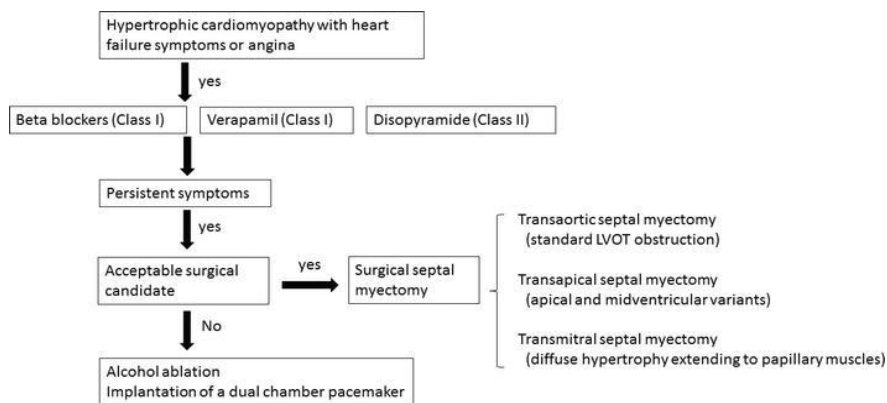 Hypertrophic cardiomyopathy with heart
failure symptoms or angina
yes
Beta blockers (Class I)
Verapamil (Class I)
Disopyramide (Class II)
Persistent symptoms
yes
Acceptable surgical
candidate
yes
Surgical septal
myectomy
Transaortic septal myectomy
(standard LVOT obstruction)
Transapical septal myectomy
(apical and midventricular variants)
Transmitral septal myectomy
(diffuse hypertrophy extending to papillary muscles)
No
Alcohol ablation
Implantation of a dual chamber pacemaker